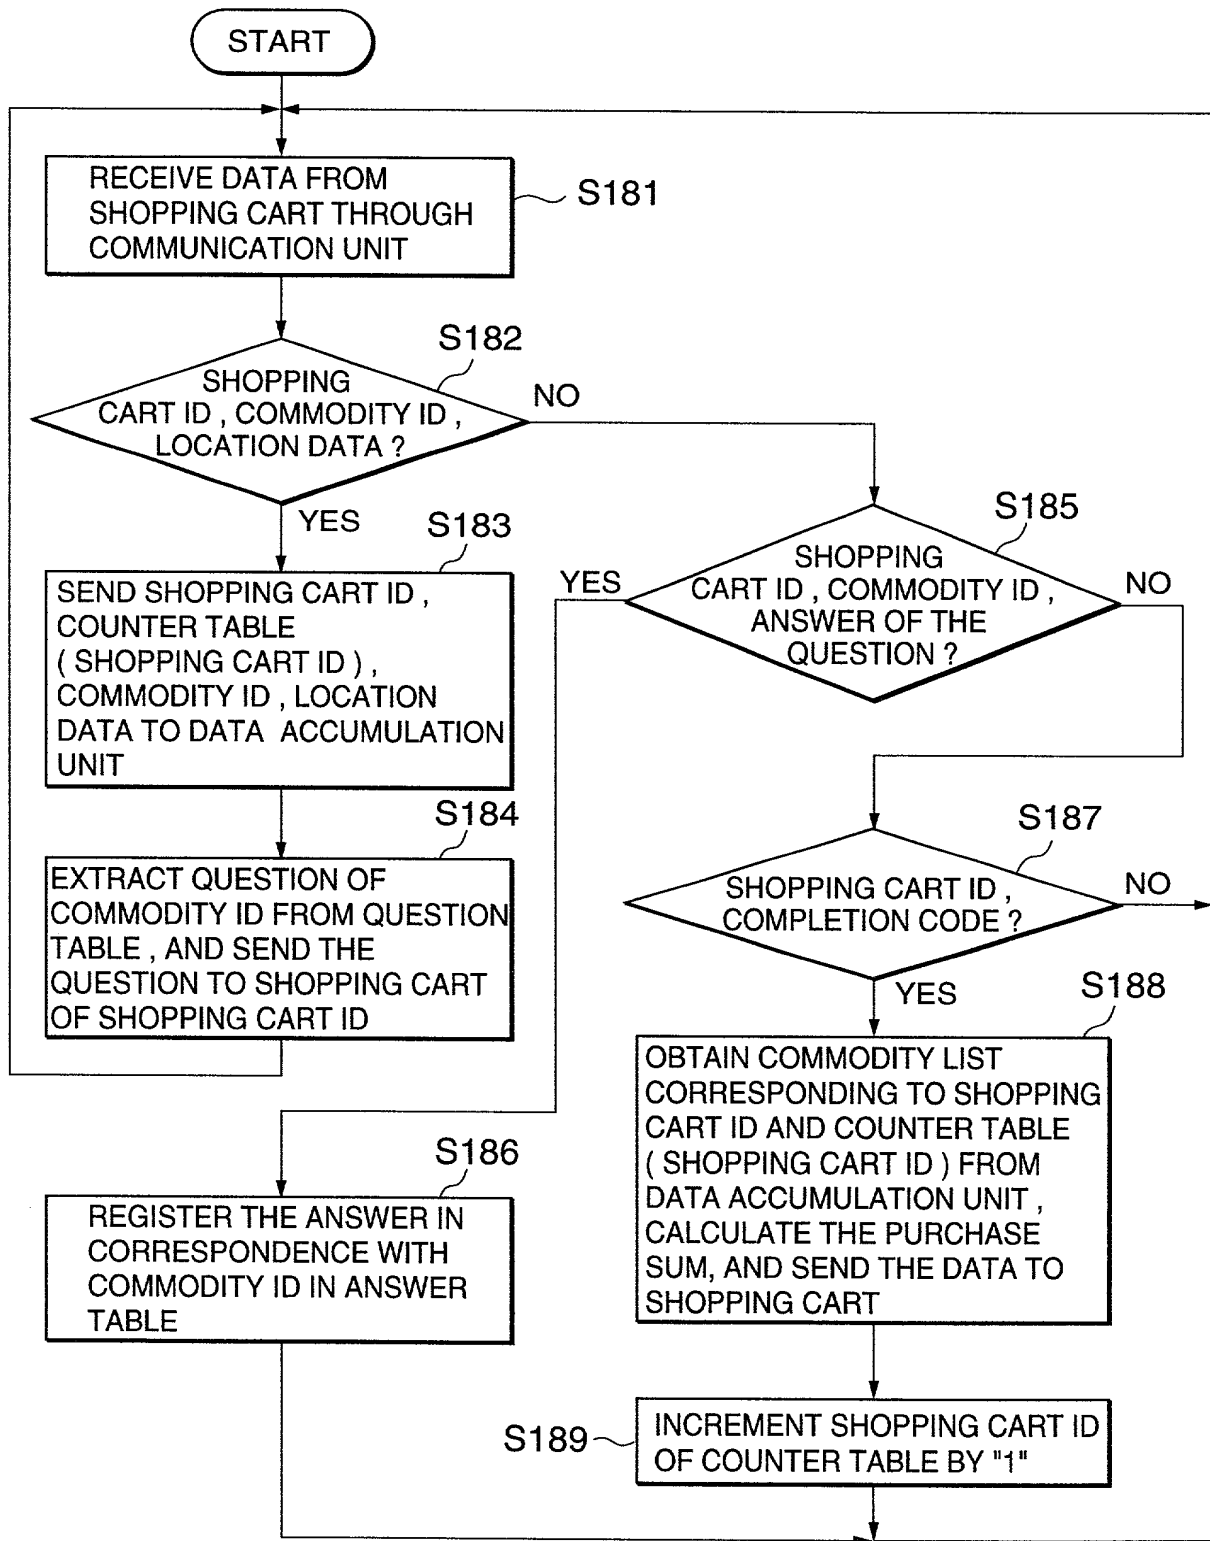 START
RECEIVE DATA FROM
SHOPPING CART THROUGH
COMMUNICATION UNIT
S181
S182
SHOPPING
CART ID , COMMODITY ID ,
LOCATION DATA ?
NO
YES
S183
SEND SHOPPING CART ID ,
COUNTER TABLE
( SHOPPING CART ID ) ,
COMMODITY ID , LOCATION
DATA TO DATA ACCUMULATION
UNIT
S184
EXTRACT QUESTION OF
COMMODITY ID FROM QUESTION
TABLE , AND SEND THE
QUESTION TO SHOPPING CART
OF SHOPPING CART ID
S185
SHOPPING
CART ID , COMMODITY ID ,
ANSWER OF THE
QUESTION ?
YES
NO
S186
REGISTER THE ANSWER IN
CORRESPONDENCE WITH
COMMODITY ID IN ANSWER
TABLE
S187
SHOPPING CART ID ,
COMPLETION CODE ?
NO
YES
S188
OBTAIN COMMODITY LIST
CORRESPONDING TO SHOPPING
CART ID AND COUNTER TABLE
( SHOPPING CART ID ) FROM
DATA ACCUMULATION UNIT ,
CALCULATE THE PURCHASE
SUM, AND SEND THE DATA TO
SHOPPING CART
S189
INCREMENT SHOPPING CART ID
OF COUNTER TABLE BY "1"